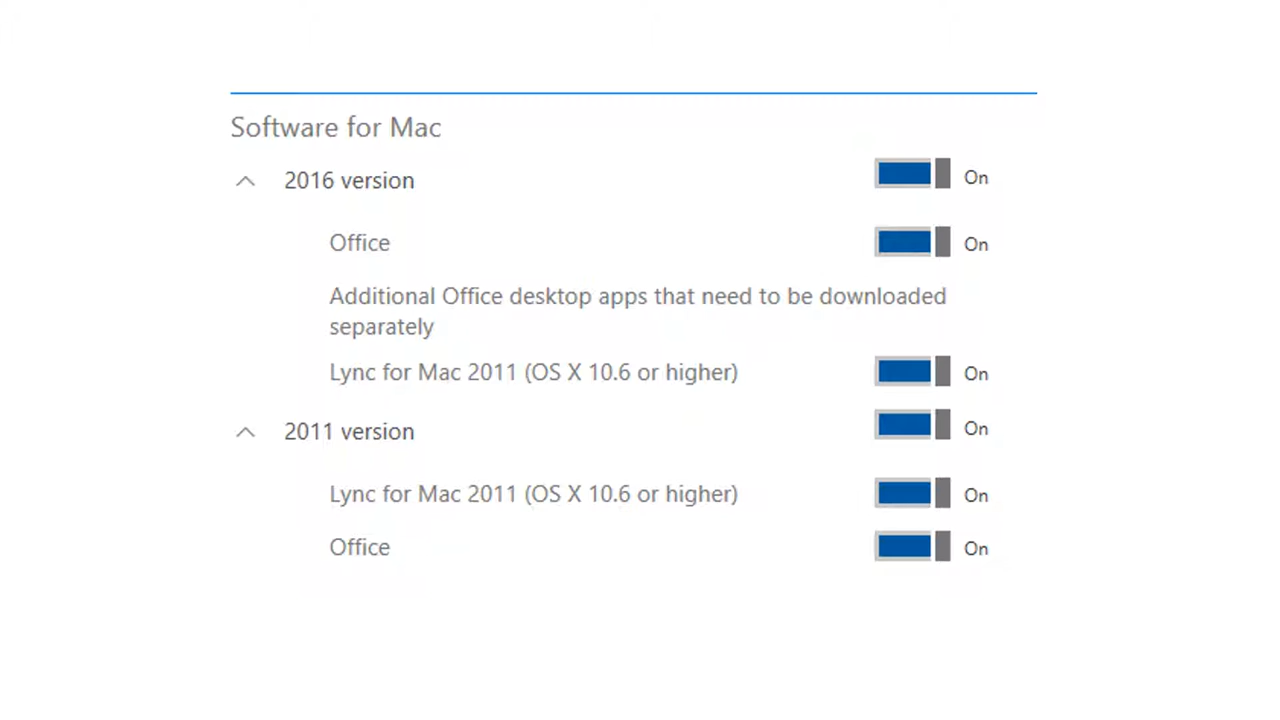 Software for Mac
2016 version On
Office On
Additional Office desktop apps that need to be downloaded
separately
Lync for Mac 2011 (OS X 10.6 or higher) On
2011 version On
Lync for Mac 2011 (OS X 10.6 or higher) On
Office On